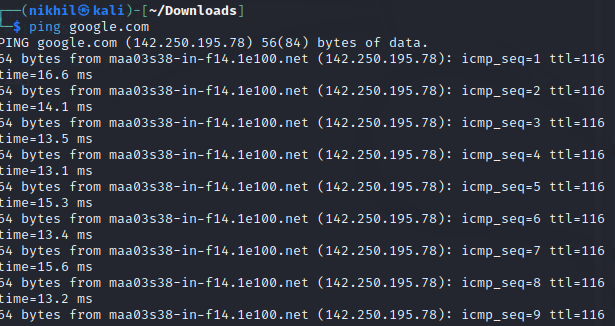 ┌──(nikhil㉿kali)-[~/Downloads]
└─$ ping google.com
PING google.com (142.250.195.78) 56(84) bytes of data.
64 bytes from maa03s38-in-f14.1e100.net (142.250.195.78): icmp_seq=1 ttl=116
time=16.6 ms
64 bytes from maa03s38-in-f14.1e100.net (142.250.195.78): icmp_seq=2 ttl=116
time=14.1 ms
64 bytes from maa03s38-in-f14.1e100.net (142.250.195.78): icmp_seq=3 ttl=116
time=13.5 ms
64 bytes from maa03s38-in-f14.1e100.net (142.250.195.78): icmp_seq=4 ttl=116
time=13.1 ms
64 bytes from maa03s38-in-f14.1e100.net (142.250.195.78): icmp_seq=5 ttl=116
time=15.3 ms
64 bytes from maa03s38-in-f14.1e100.net (142.250.195.78): icmp_seq=6 ttl=116
time=13.4 ms
64 bytes from maa03s38-in-f14.1e100.net (142.250.195.78): icmp_seq=7 ttl=116
time=15.6 ms
64 bytes from maa03s38-in-f14.1e100.net (142.250.195.78): icmp_seq=8 ttl=116
time=13.2 ms
64 bytes from maa03s38-in-f14.1e100.net (142.250.195.78): icmp_seq=9 ttl=116